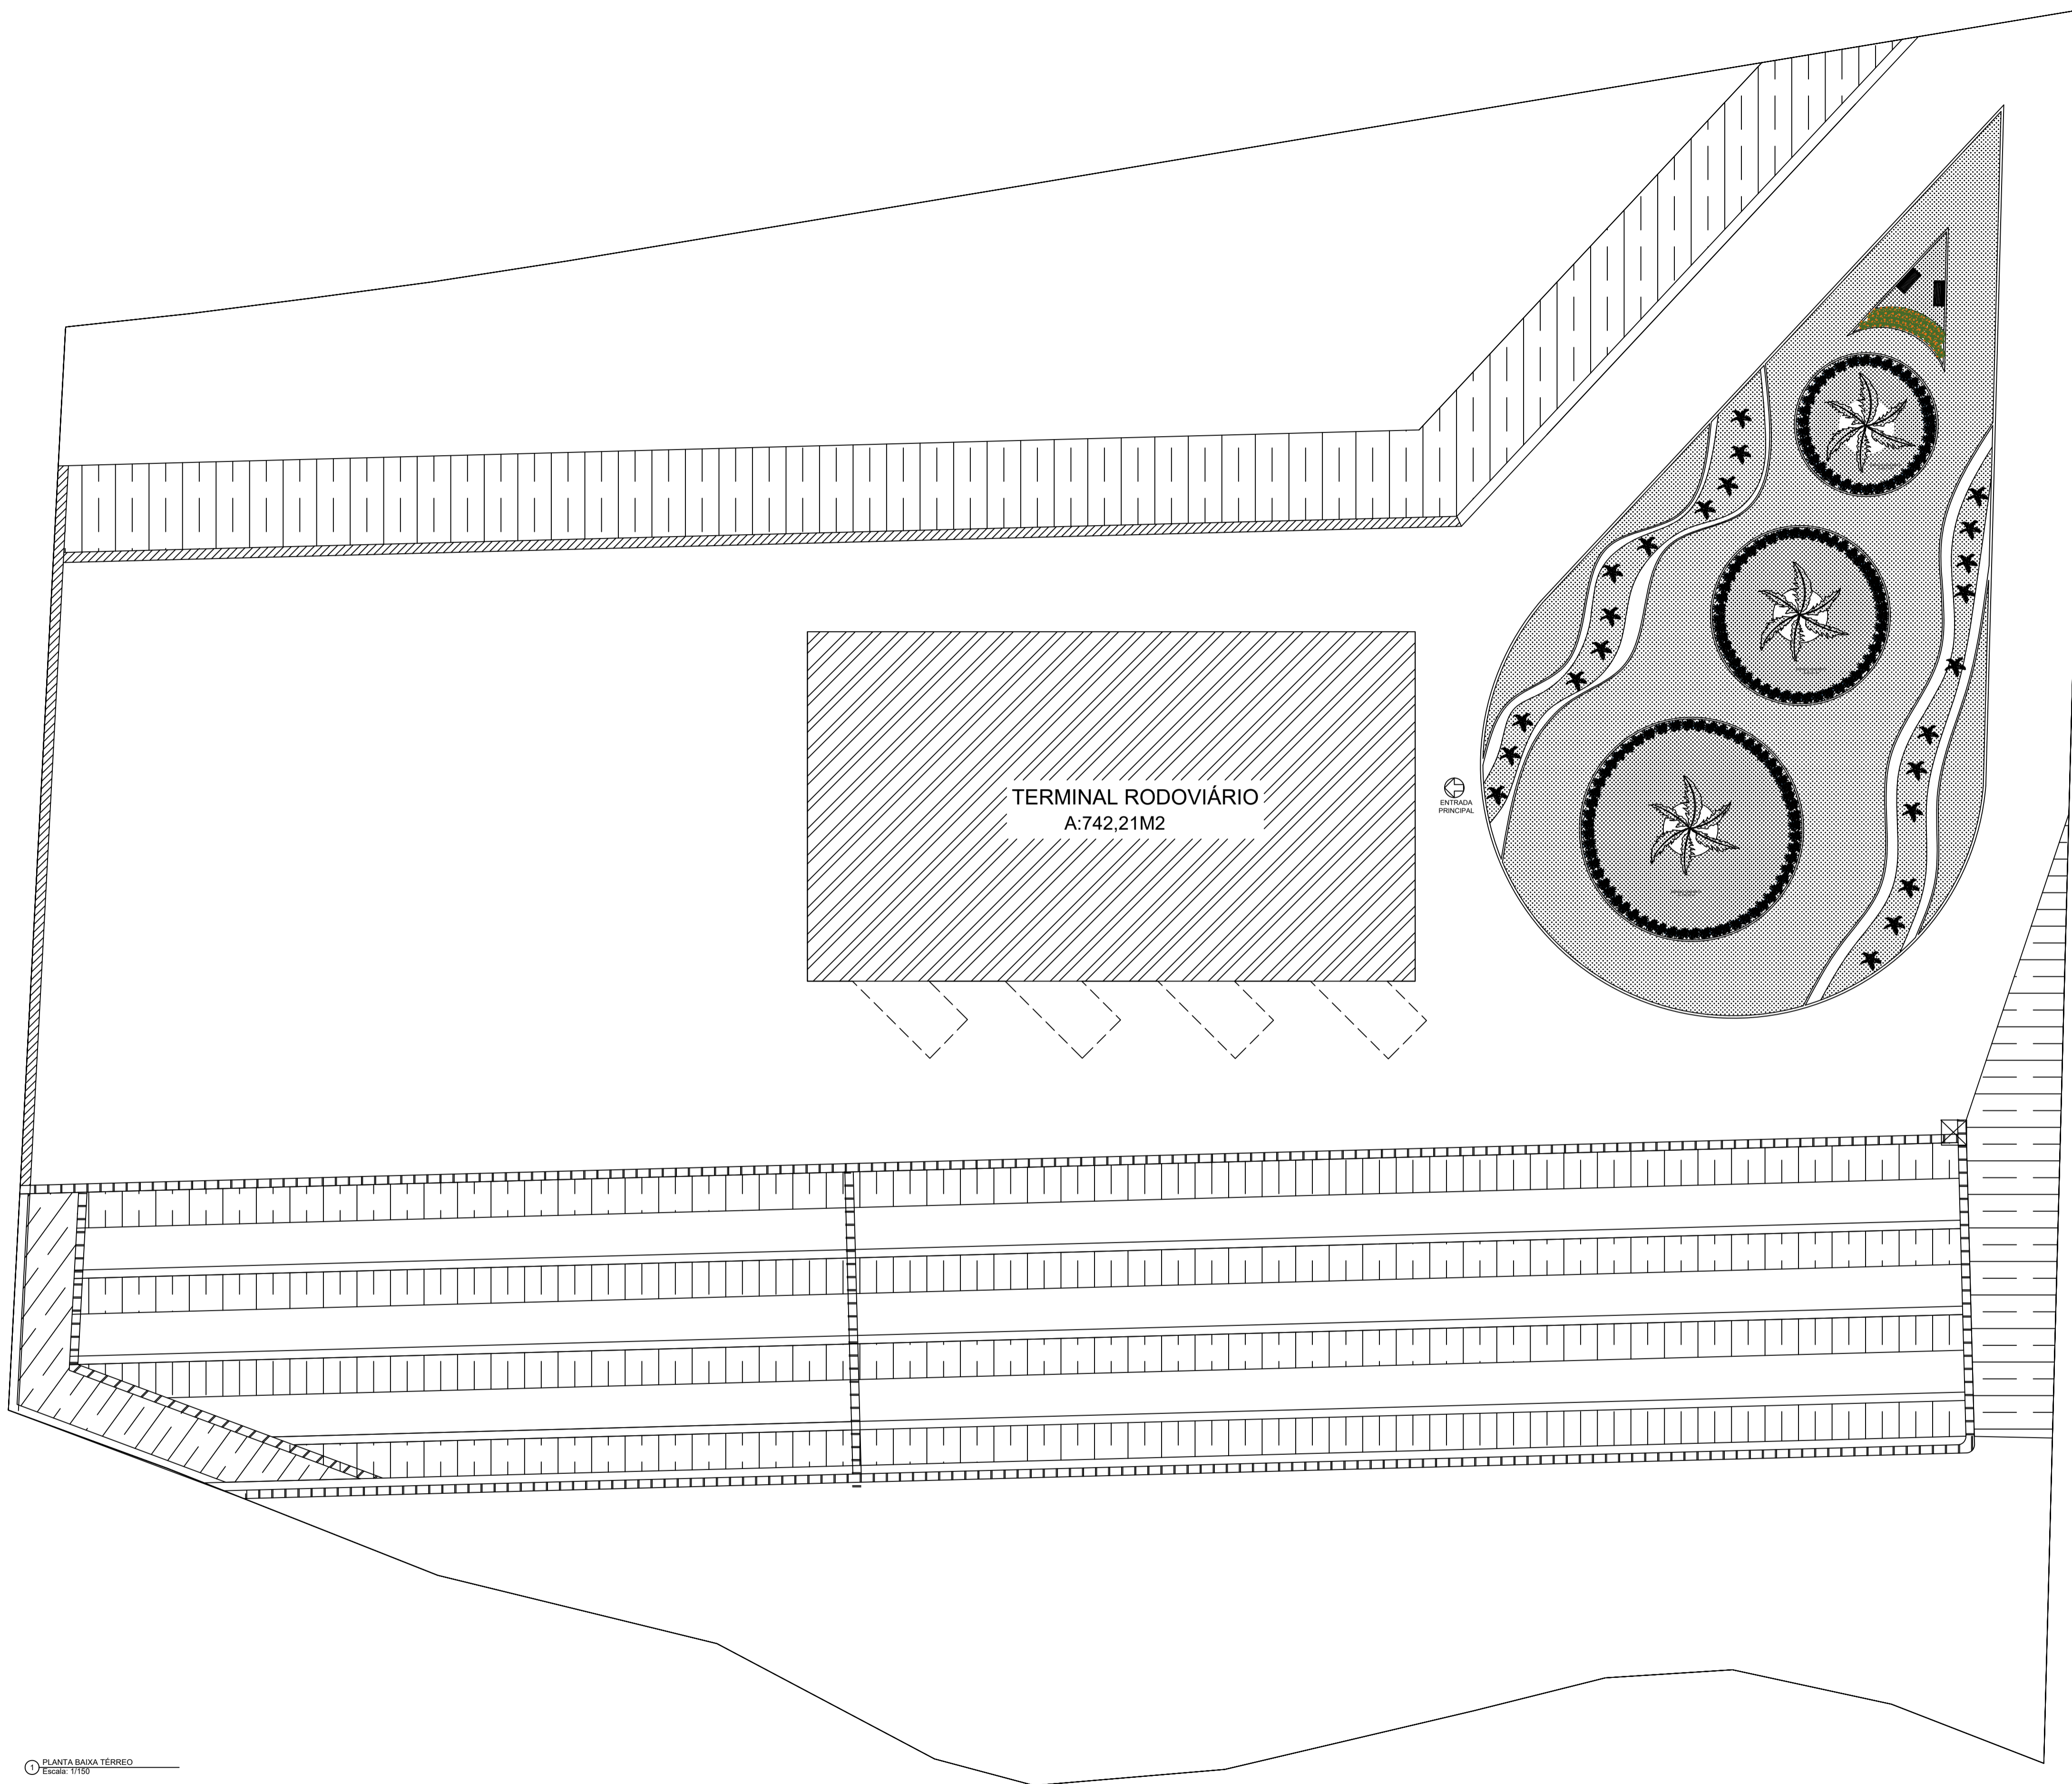 TERMINAL RODOVIÁRIO
A:742,21M2
ENTRADA
PRINCIPAL
1
PLANTA BAIXA TÉRREO
Escala: 1/150